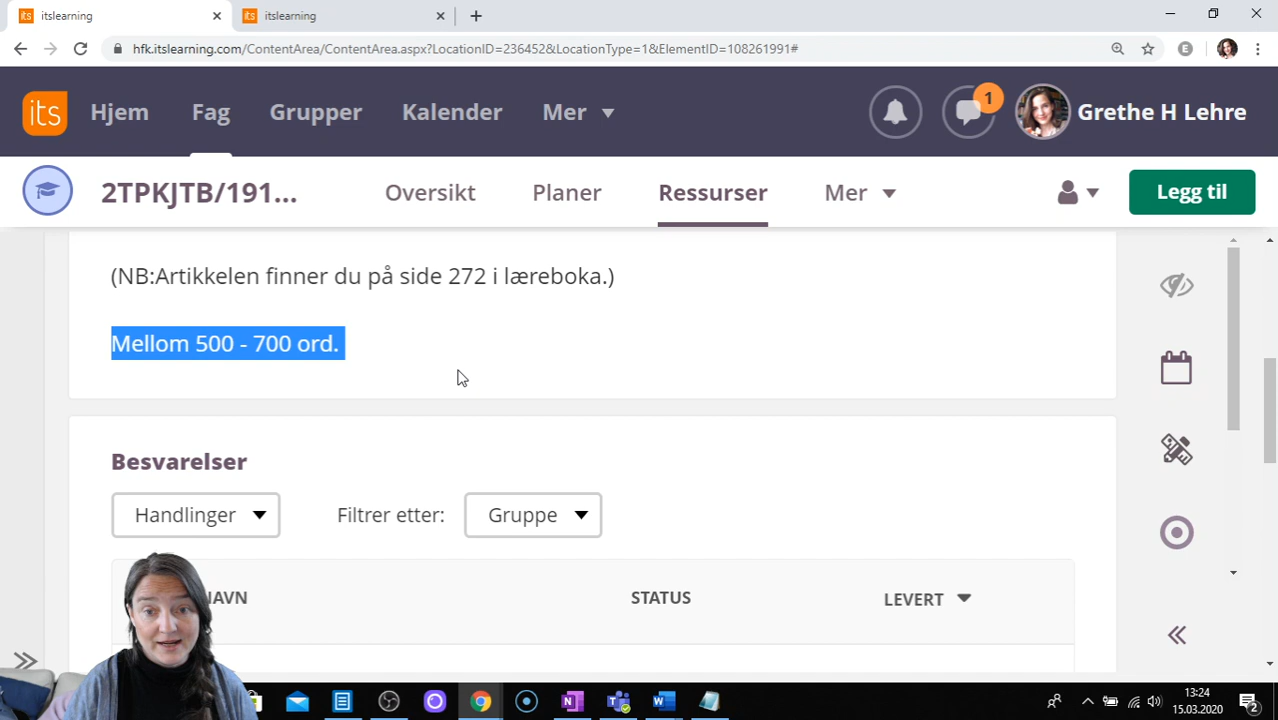 itslearning
itslearning
hfk.itslearning.com/ContentArea/ContentArea.aspx?LocationID=236452&LocationType=1&ElementID=108261991#
E
its Hjem Fag Grupper Kalender Mer 1 Grethe H Lehre
2TPKJTB/191... Oversikt Planer Ressurser Mer Legg til
(NB:Artikkelen finner du på side 272 i læreboka.)
Mellom 500 - 700 ord.
Besvarelser
Handlinger Filtrer etter: Gruppe
NAVN STATUS LEVERT
13:24
15.03.2020
2